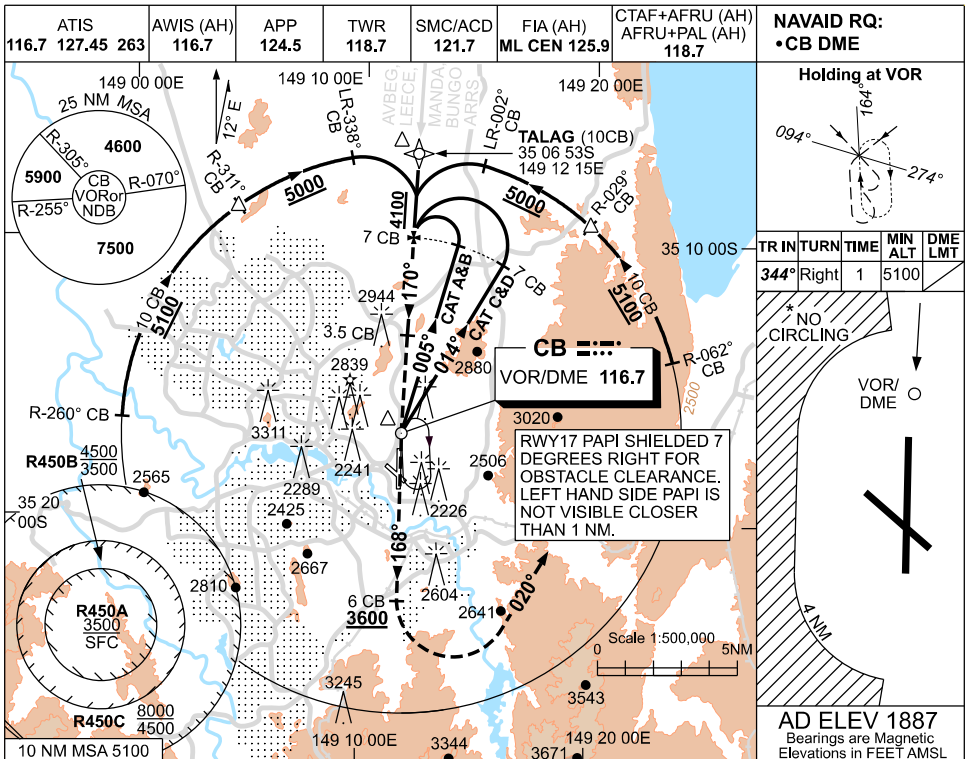 ATIS
116.7 127.45 263
AWIS (AH)
116.7
APP
124.5
TWR
118.7
SMC/ACD
121.7
FIA (AH)
ML CEN 125.9
CTAF+AFRU (AH)
AFRU+PAL (AH)
118.7
NAVAID RQ:
•CB DME
149 00 00E
149 10 00E
149 20 00E
25 NM MSA
R-305°
4600
5900
CB
VORor
NDB
R-070°
R-255°
7500
12° E
R-311°
CB
LR-338°
CB
AVBEG,
LEECE,
MANDA,
BUNGO
ARRS
LR-002°
CB
TALAG (10CB)
35 06 53S
149 12 15E
5000
4100
5000
R-029°
CB
7 CB
7 CB
10 CB
5100
10 CB
5100
35 10 00S
170°
CAT A&B
CAT C&D
2944
3.5 CB
005°
014°
2880
2839
CB
VOR/DME 116.7
R-062°
CB
2500
R-260° CB
3311
3020
2241
2289
R450B
4500
3500
2565
2506
2226
2425
RWY17 PAPI SHIELDED 7
DEGREES RIGHT FOR
OBSTACLE CLEARANCE.
LEFT HAND SIDE PAPI IS
NOT VISIBLE CLOSER
THAN 1 NM.
35 20
00S
2667
168°
2810
2604
020°
6 CB
3600
2641
R450A
3500
SFC
Scale 1:500,000
0
5NM
3245
3543
R450C
8000
4500
149 10 00E
149 20 00E
10 NM MSA 5100
3344
3671
Holding at VOR
164°
094°
274°
TR IN
TURN
TIME
MIN
ALT
DME
LMT
344°
Right
1
5100
* NO
CIRCLING
VOR/
DME
4 NM
AD ELEV 1887
Bearings are Magnetic
Elevations in FEET AMSL